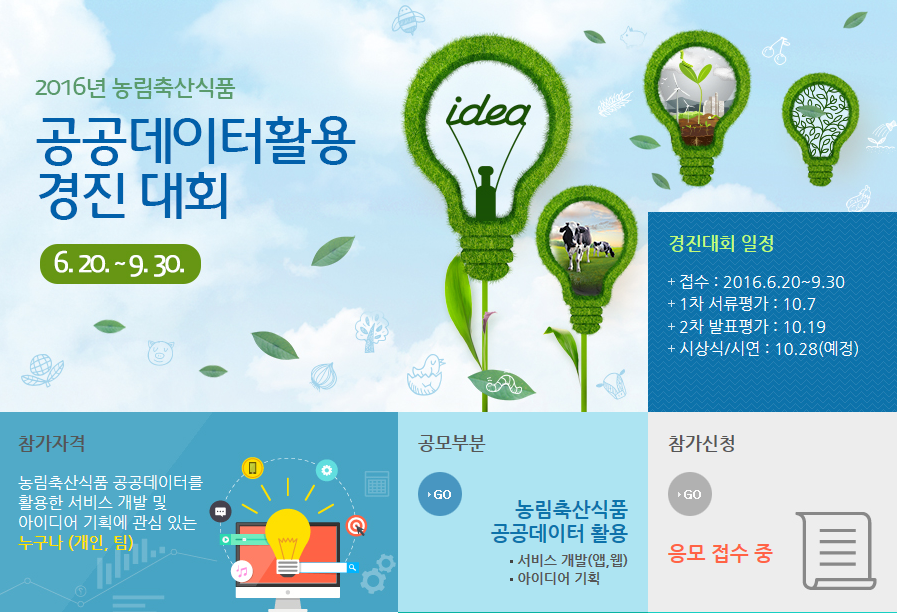 2016년 농림축산식품
공공데이터활용
경진 대회
6. 20. ~ 9. 30.
idea
경진대회 일정
+ 접수 : 2016.6.20~9.30
+ 1차 서류평가 : 10.7
+ 2차 발표평가 : 10.19
+ 시상식/시연 : 10.28(예정)
참가자격
농림축산식품 공공데이터를
활용한 서비스 개발 및
아이디어 기획에 관심 있는
누구나 (개인, 팀)
공모부분
GO
농림축산식품
공공데이터 활용
▪ 서비스 개발(앱,웹)
▪ 아이디어 기획
참가신청
GO
응모 접수 중